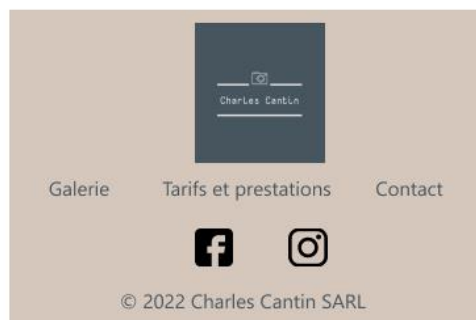 Charles Cantin
Galerie Tarifs et prestations Contact
© 2022 Charles Cantin SARL